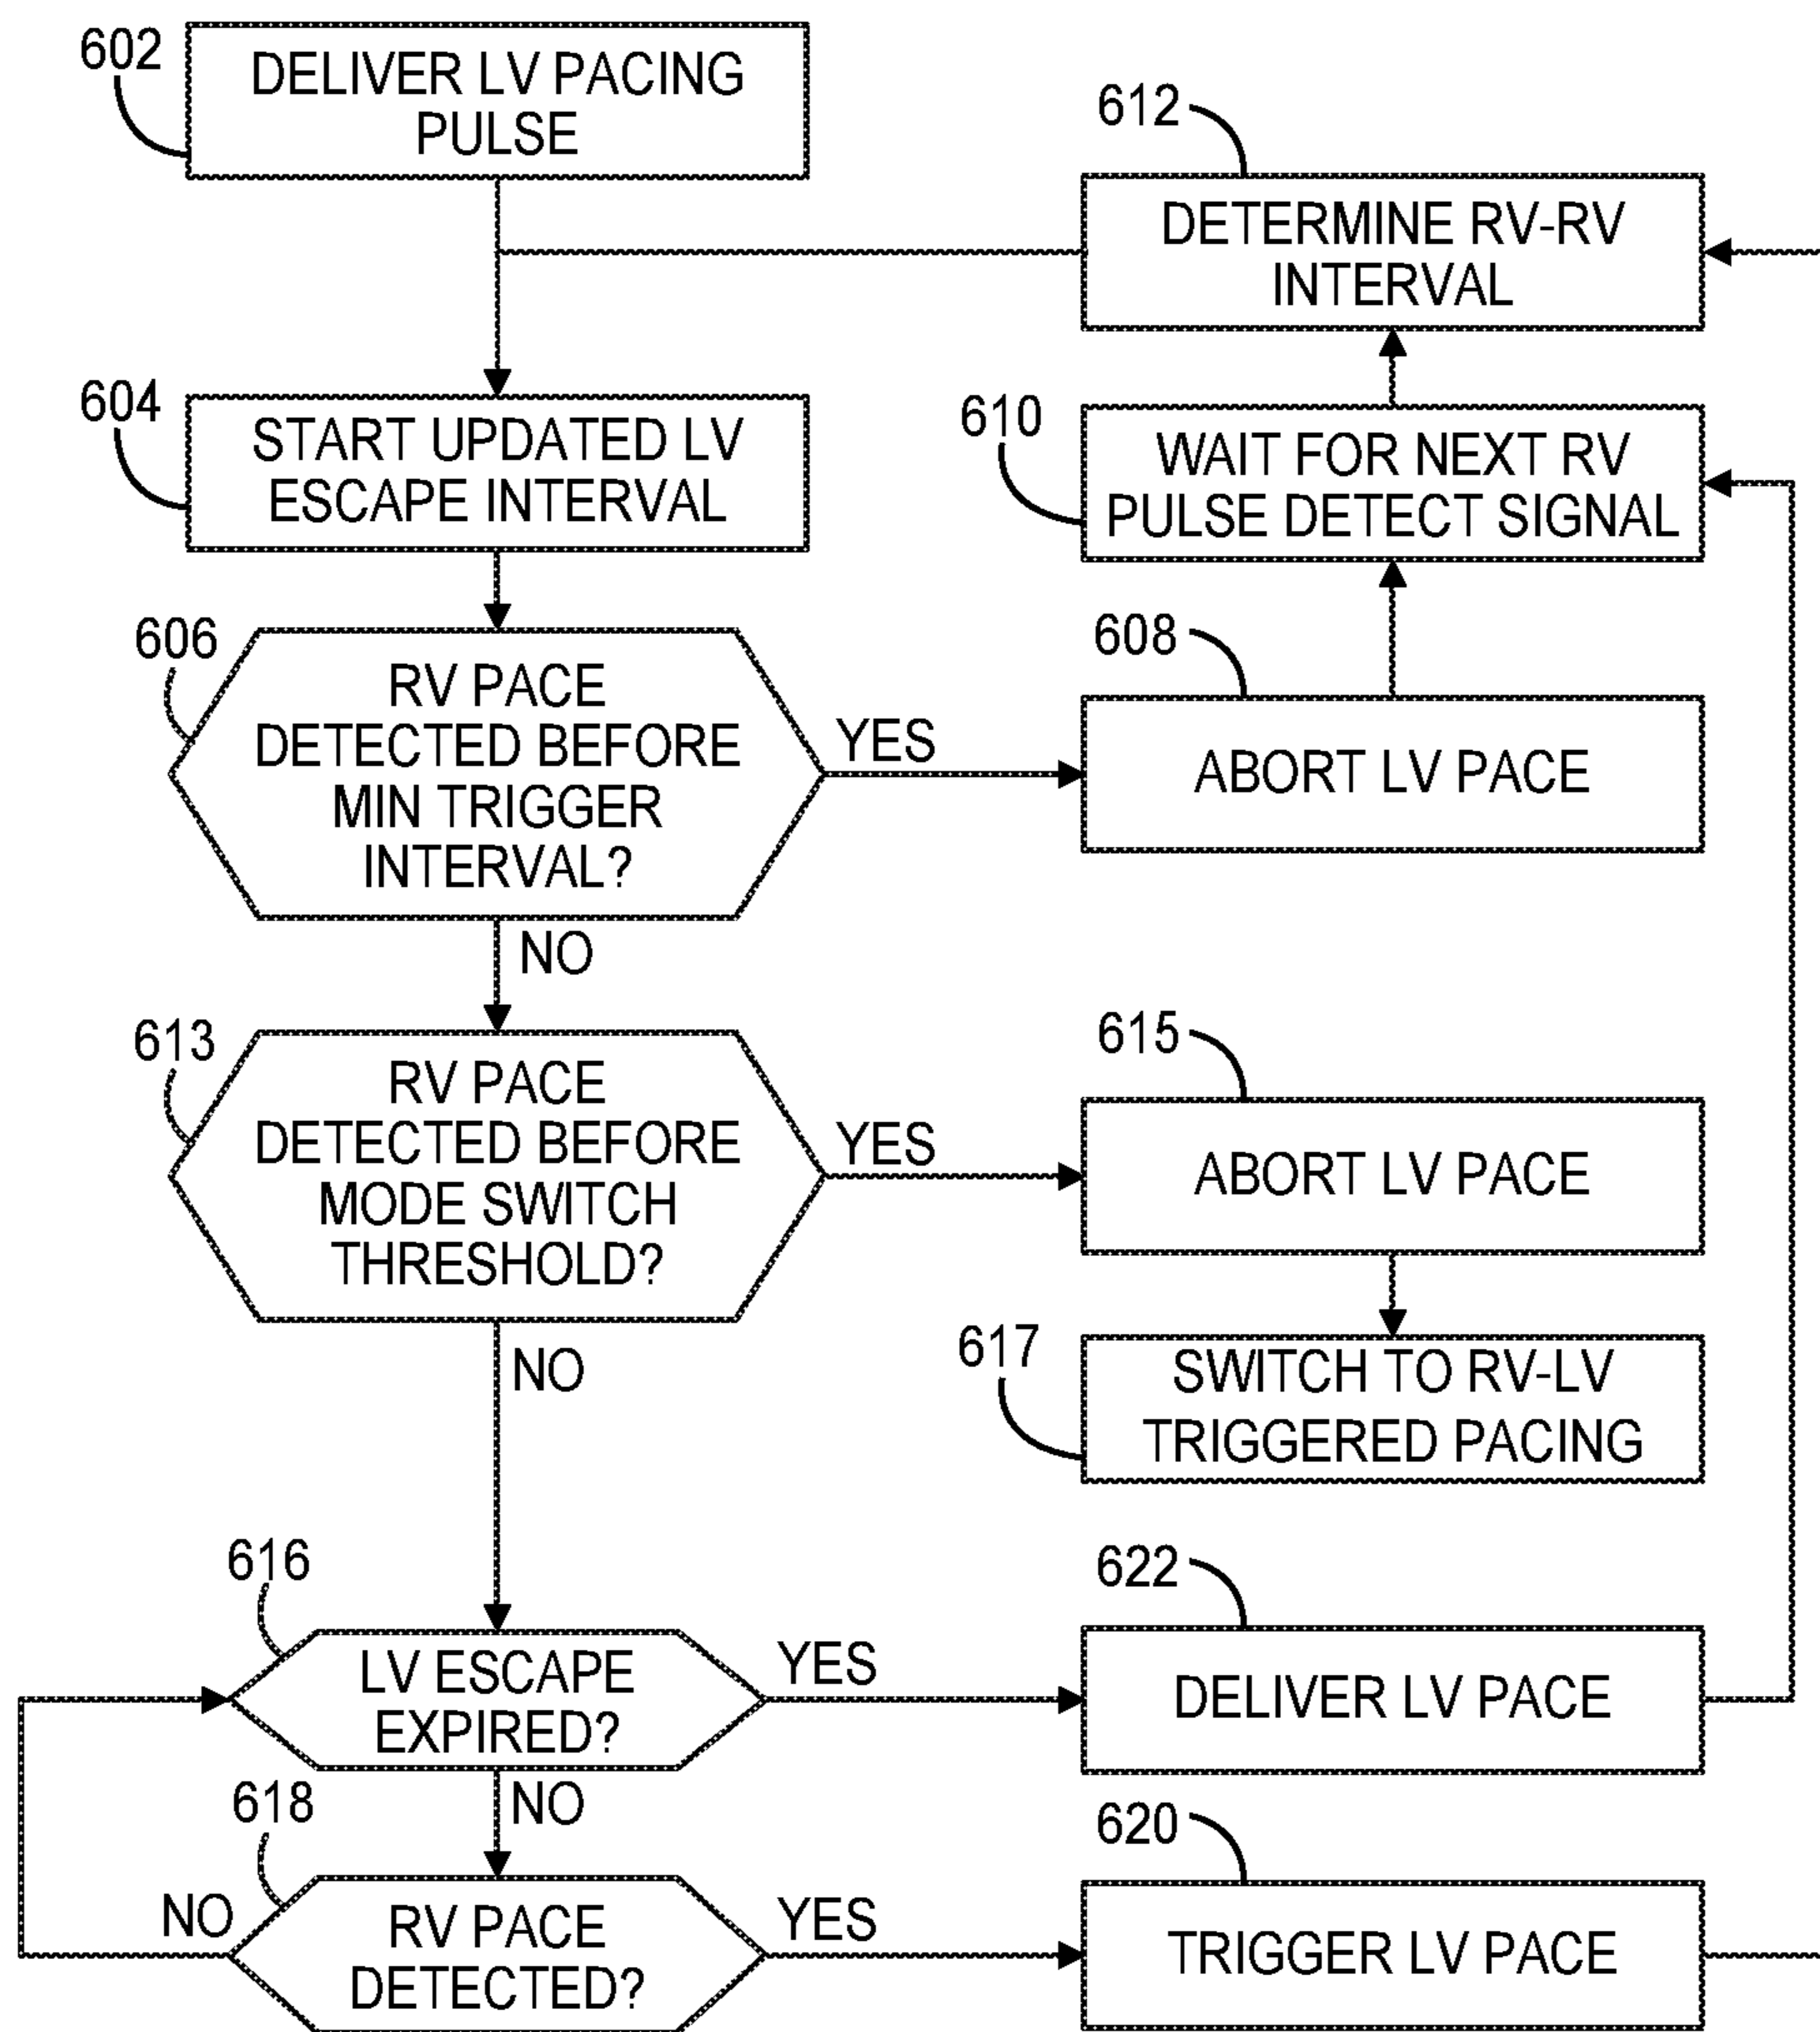 602
DELIVER LV PACING
PULSE
612
DETERMINE RV-RV
INTERVAL
604
START UPDATED LV
ESCAPE INTERVAL
610
WAIT FOR NEXT RV
PULSE DETECT SIGNAL
606
RV PACE
DETECTED BEFORE
MIN TRIGGER
INTERVAL?
YES
608
ABORT LV PACE
NO
613
RV PACE
DETECTED BEFORE
MODE SWITCH
THRESHOLD?
YES
615
ABORT LV PACE
617
SWITCH TO RV-LV
TRIGGERED PACING
NO
616
LV ESCAPE
EXPIRED?
YES
622
DELIVER LV PACE
NO
618
RV PACE
DETECTED?
NO
YES
620
TRIGGER LV PACE